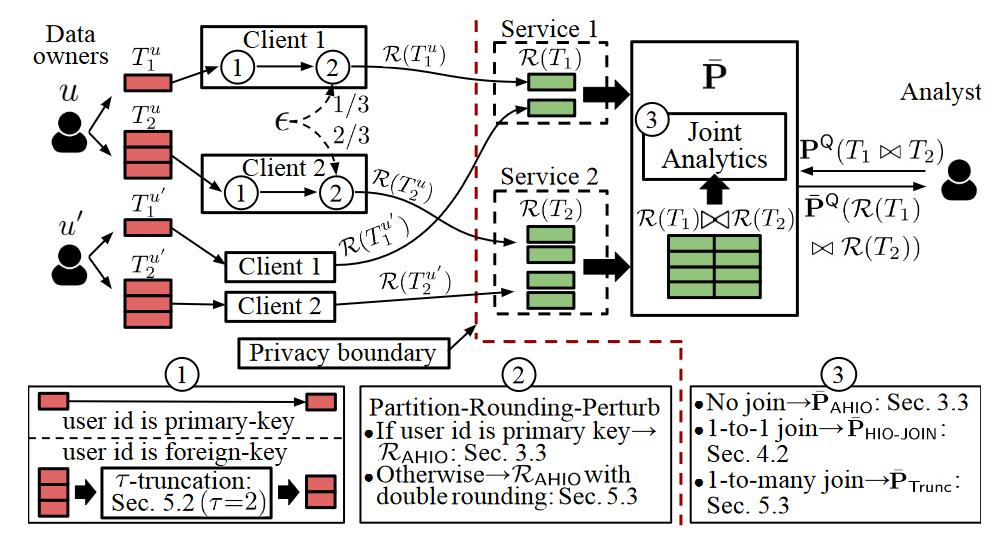 Data owners
u
T_1^u
T_2^u
Client 1
1
2
R(T_1^u)
ϵ
1/3
2/3
Client 2
1
2
R(T_2^u)
u'
T_1^{u'}
T_2^{u'}
Client 1
R(T_1^{u'})
Client 2
R(T_2^{u'})
Privacy boundary
Service 1
R(T_1)
Service 2
R(T_2)
P̄
3
Joint Analytics
R(T_1)⋈R(T_2)
Analyst
P^Q(T_1 ⋈ T_2)
P̄^Q(R(T_1)
⋈ R(T_2))
1
user id is primary-key
user id is foreign-key
τ-truncation:
Sec. 5.2 (τ=2)
2
Partition-Rounding-Perturb
•If user id is primary key→
R_AHIO: Sec. 3.3
•Otherwise→R_AHIO with
double rounding: Sec. 5.3
3
•No join→P̄_AHIO: Sec. 3.3
•1-to-1 join→P̄_HIO-JOIN:
Sec. 4.2
•1-to-many join→P̄_Trunc:
Sec. 5.3